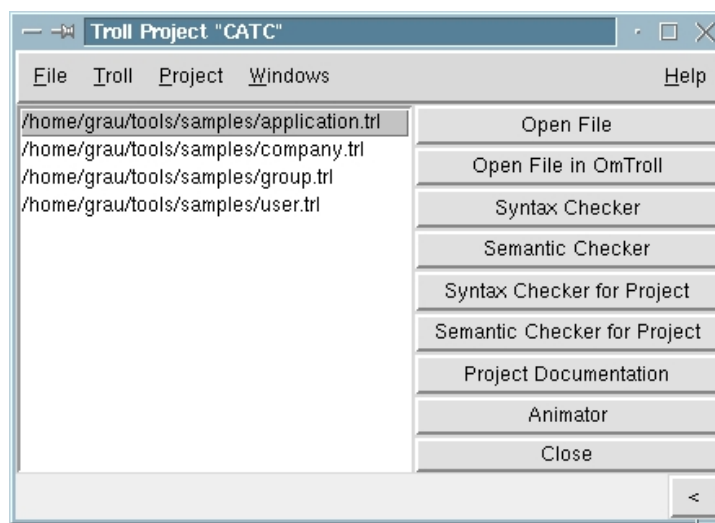 Troll Project "CATC"
File Troll Project Windows Help
/home/grau/tools/samples/application.trl
/home/grau/tools/samples/company.trl
/home/grau/tools/samples/group.trl
/home/grau/tools/samples/user.trl
Open File
Open File in OmTroll
Syntax Checker
Semantic Checker
Syntax Checker for Project
Semantic Checker for Project
Project Documentation
Animator
Close
<